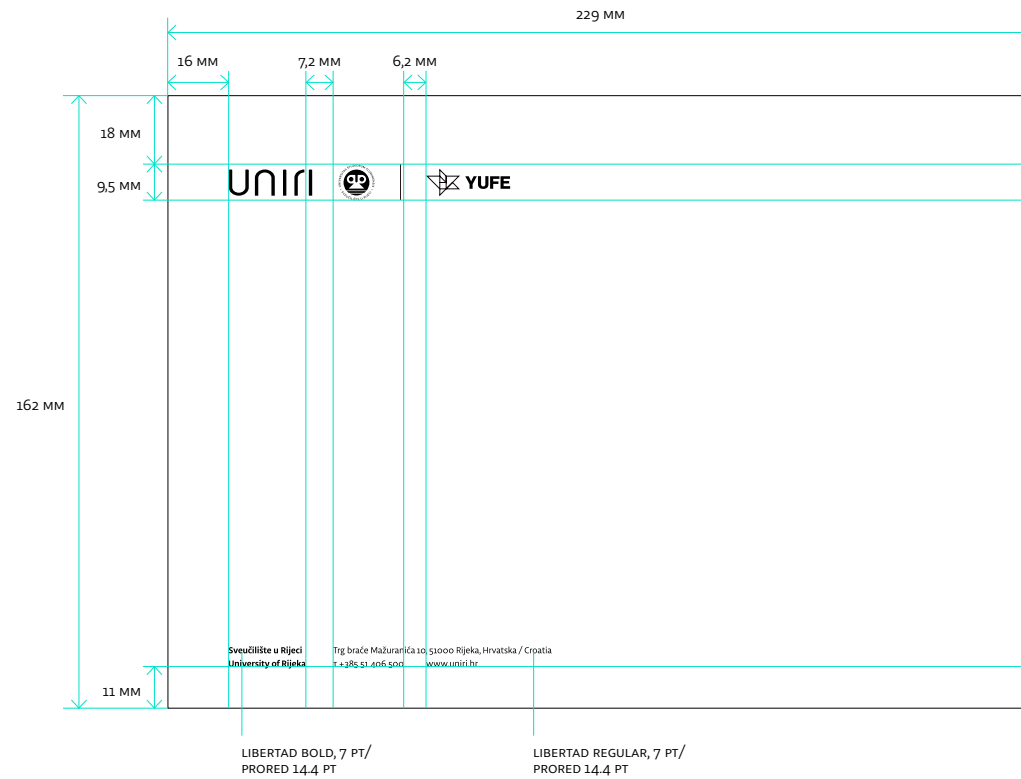 229 MM
16 MM
7,2 MM
6,2 MM
18 MM
9,5 MM
UNIRI
YUFE
162 MM
Sveučilište u Rijeci Trg braće Mažuranića 10, 51000 Rijeka, Hrvatska / Croatia
University of Rijeka T +385 51 406 500 www.uniri.hr
11 MM
LIBERTAD BOLD, 7 PT/ LIBERTAD REGULAR, 7 PT/
PRORED 14.4 PT PRORED 14.4 PT